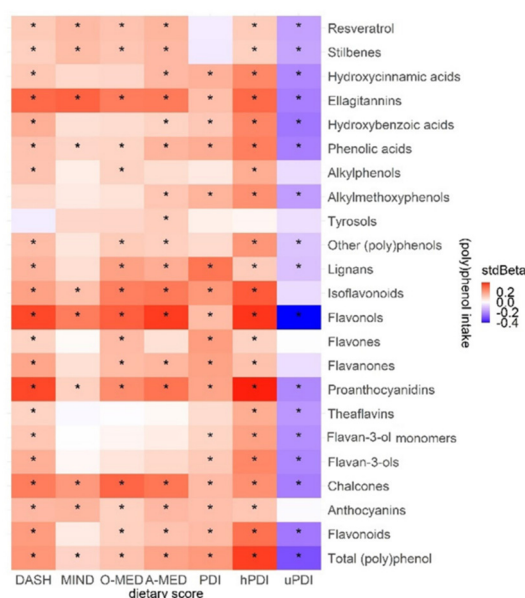 Resveratrol
Stilbenes
Hydroxycinnamic acids
Ellagitannins
Hydroxybenzoic acids
Phenolic acids
Alkylphenols
Alkylmethoxyphenols
Tyrosols
Other (poly)phenols
Lignans
Isoflavonoids
Flavonols
Flavones
Flavanones
Proanthocyanidins
Theaflavins
Flavan-3-ol monomers
Flavan-3-ols
Chalcones
Anthocyanins
Flavonoids
Total (poly)phenol
DASH MIND O-MED A-MED PDI hPDI uPDI
dietary score
(poly)phenol intake
stdBeta
0.2
0.0
-0.2
-0.4